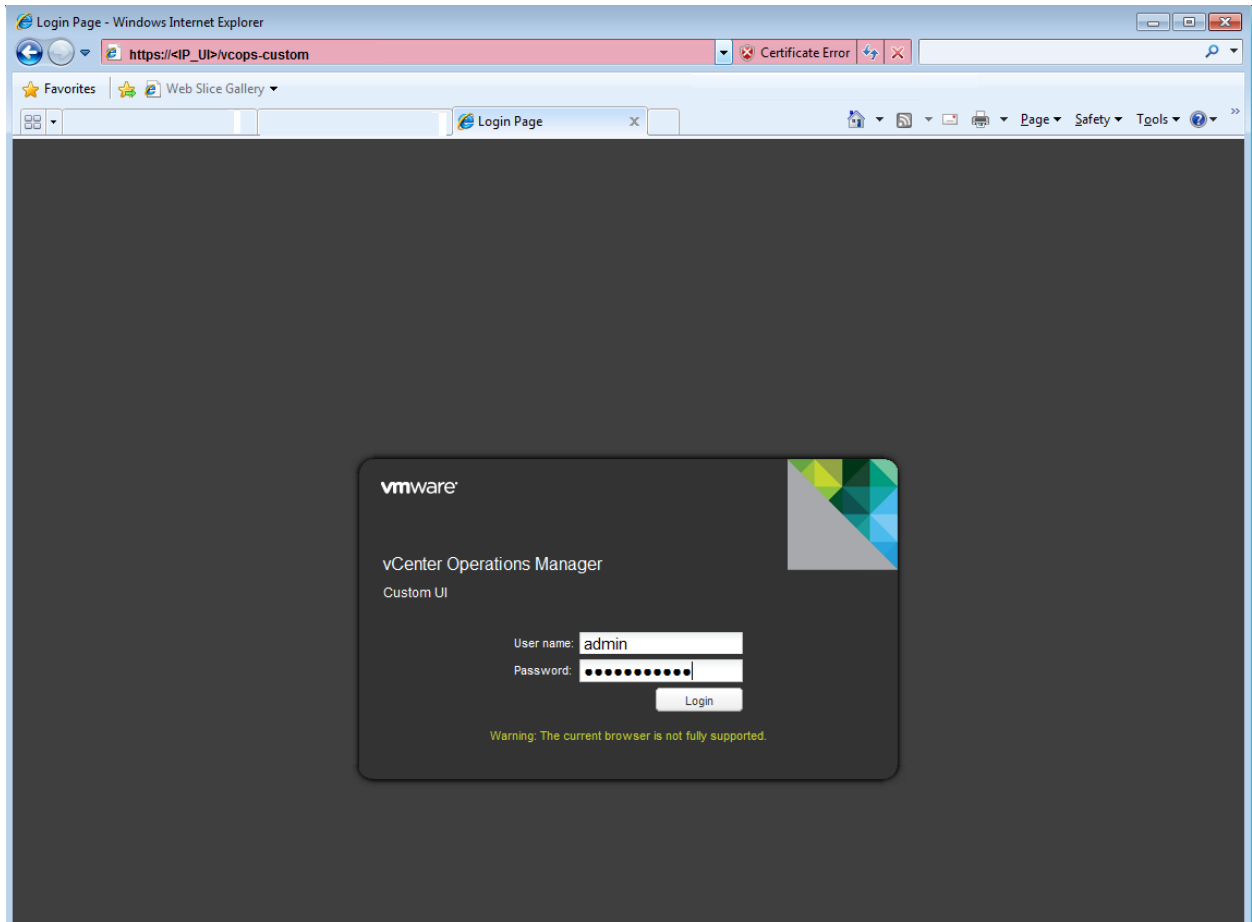 Login Page - Windows Internet Explorer
https://<IP_UI>/vcops-custom
Certificate Error
Favorites
Web Slice Gallery
Login Page
Page
Safety
Tools
vmware
vCenter Operations Manager
Custom UI
User name: admin
Password: •••••••••••
Login
Warning: The current browser is not fully supported.